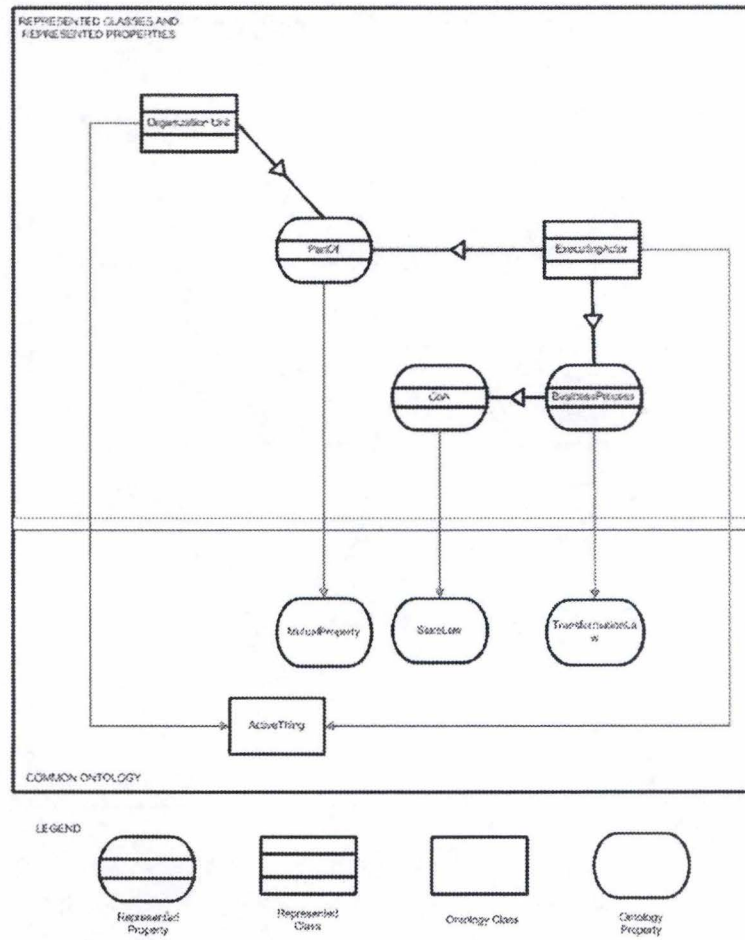 REPRESENTED CLASSES AND
REPRESENTED PROPERTIES
Organization Unit
PartOf
ExecutingActor
CoA
BusinessProcess
MutualProperty
StateLaw
TransformationLa
w
ActiveThing
COMMON ONTOLOGY
LEGEND
Represented
Property
Represented
Class
Ontology Class
Ontology
Property